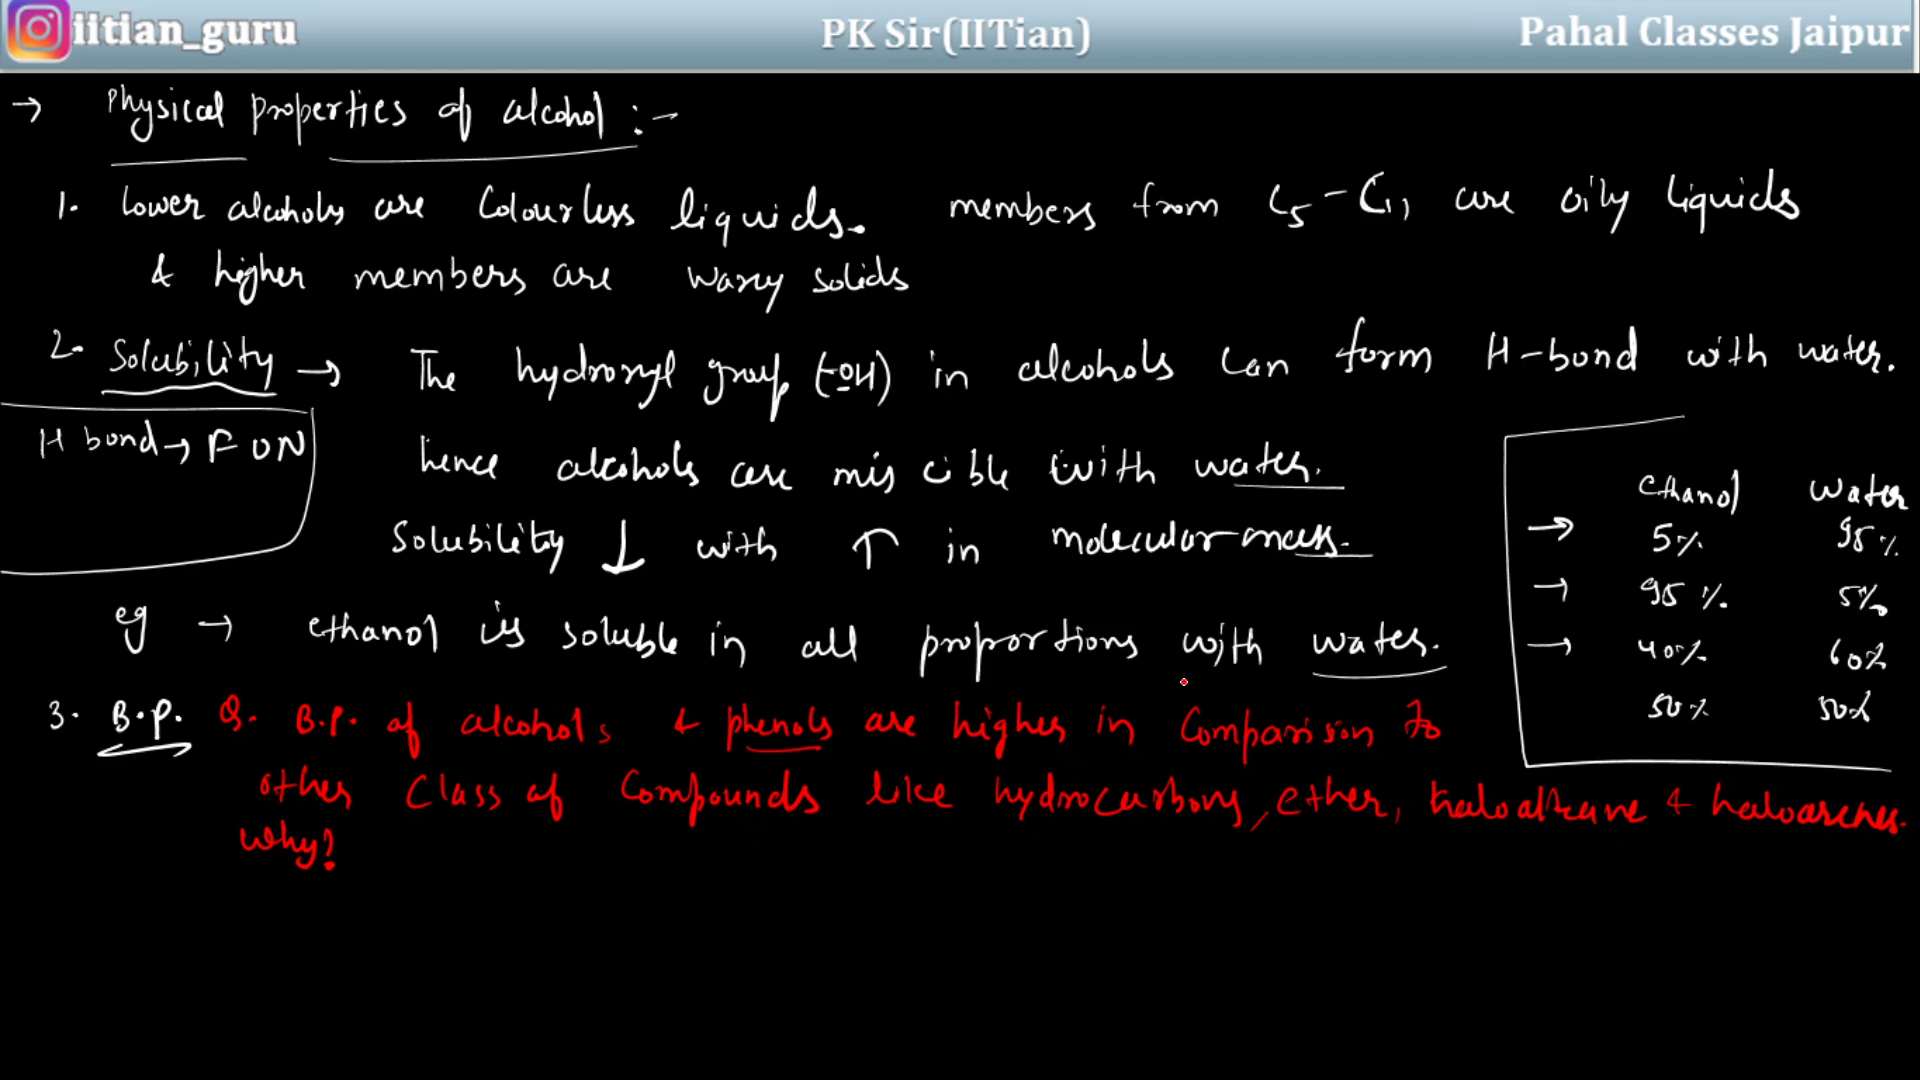 iitian_guru PK Sir(IITian) Pahal Classes Jaipur
→ Physical properties of alcohol :-
1. Lower alcohols are Colourless liquids. members from C5 - C11 are oily liquids
& higher members are waxy solids
2. Solubility → The hydroxyl group (-OH) in alcohols can form H-bond with water.
H bond → F O N
hence alcohols are miscible with water.
Solubility ↓ with ↑ in molecular mass.
eg → ethanol is soluble in all proportions with water.
ethanol water
→ 5% 95%
→ 95% 5%
→ 40% 60%
50% 50%
3. B.P. Q. B.P. of alcohols & phenols are higher in Comparision to
other Class of Compounds like hydrocarbons, ether, haloalkane & haloarenes.
Why?